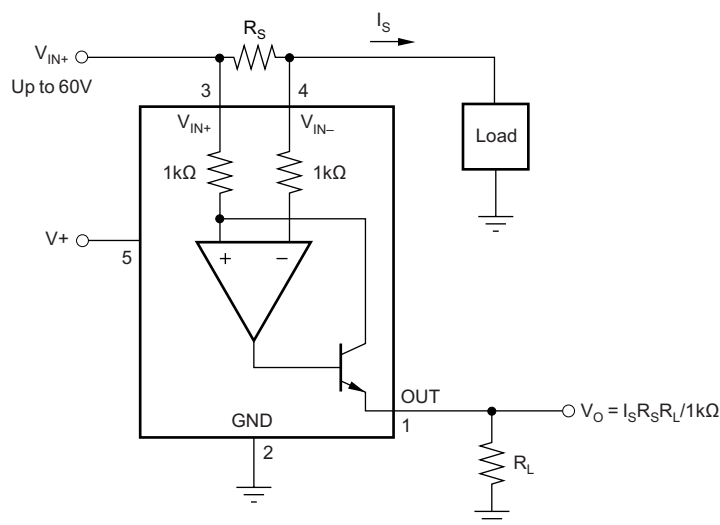 R_S
I_S
V_IN+
Up to 60V
3
4
V_IN+
V_IN–
Load
1kΩ
1kΩ
V+
5
+
–
OUT
1
V_O = I_S R_S R_L/1kΩ
GND
2
R_L